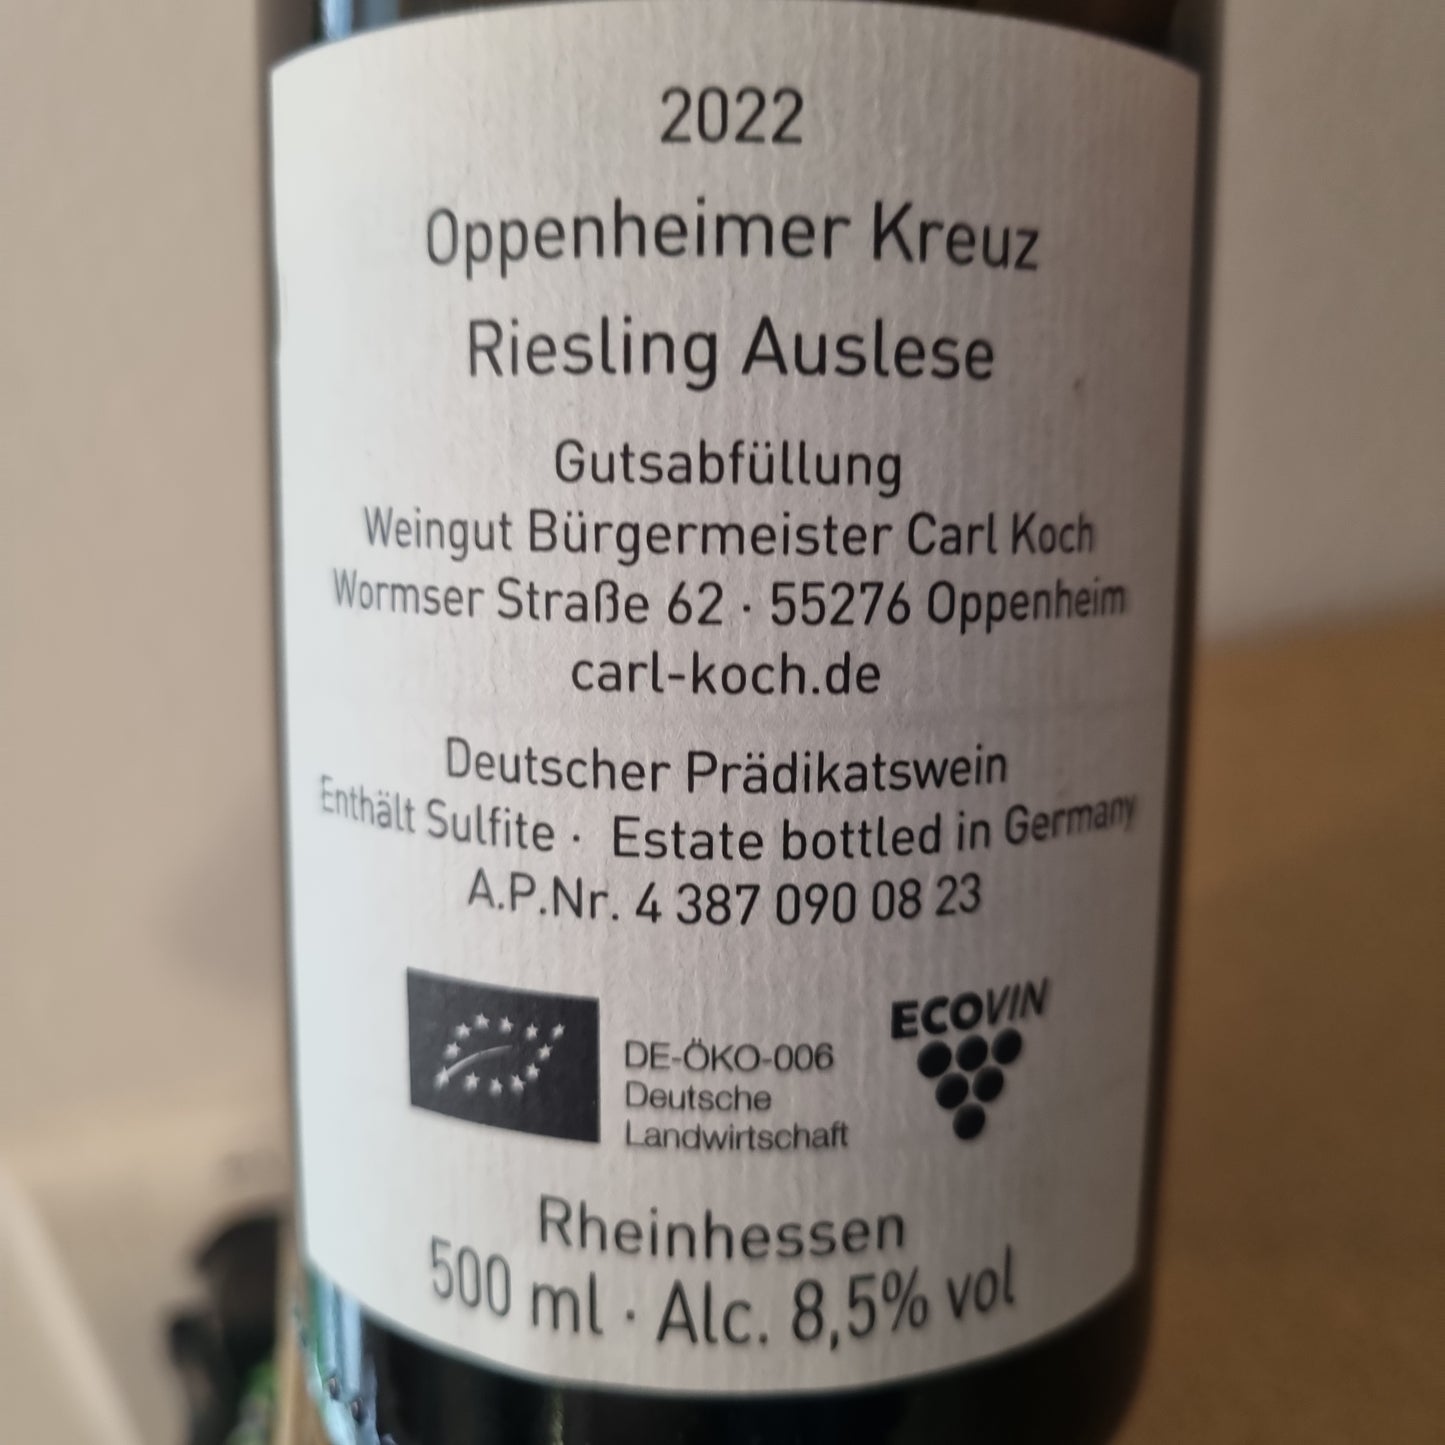 2022
Oppenheimer Kreuz
Riesling Auslese
Gutsabfüllung
Weingut Bürgermeister Carl Koch
Wormser Straße 62 · 55276 Oppenheim
carl-koch.de
Deutscher Prädikatswein
Enthält Sulfite · Estate bottled in Germany
A.P.Nr. 4 387 090 08 23
DE-ÖKO-006
Deutsche
Landwirtschaft
ECOVIN
Rheinhessen
500 ml · Alc. 8,5% vol